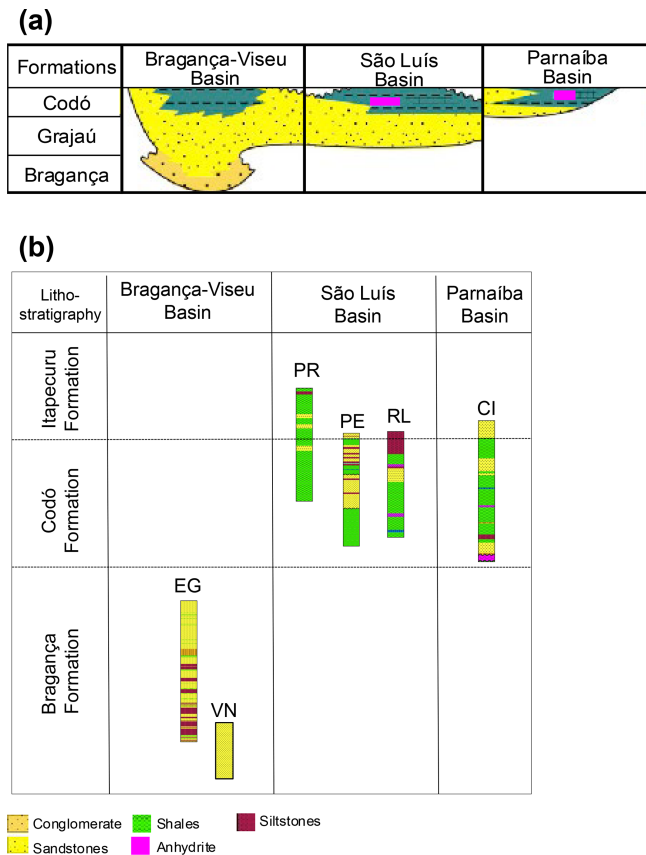 (a)
Formations
Bragança-Viseu
Basin
São Luís
Basin
Parnaíba
Basin
Codó
Grajaú
Bragança
(b)
Litho-
stratigraphy
Bragança-Viseu
Basin
São Luís
Basin
Parnaíba
Basin
Itapecuru
Formation
PR
PE
RL
CI
Codó
Formation
Bragança
Formation
EG
VN
Conglomerate
Shales
Siltstones
Sandstones
Anhydrite